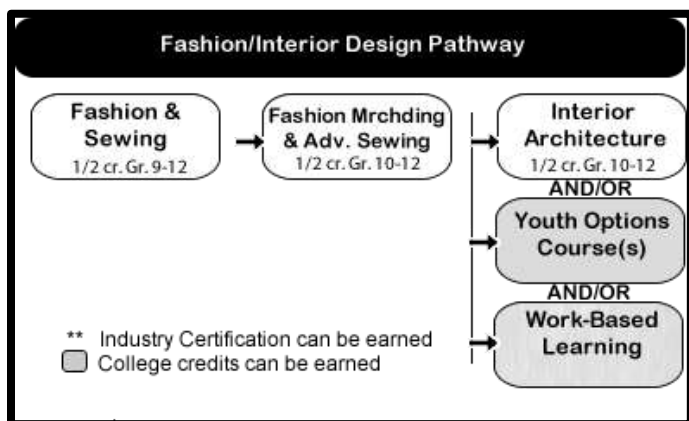 Fashion/Interior Design Pathway
Fashion &
Sewing
1/2 cr. Gr. 9-12
Fashion Mrchding
& Adv. Sewing
1/2 cr. Gr. 10-12
Interior
Architecture
1/2 cr. Gr. 10-12
AND/OR
Youth Options
Course(s)
AND/OR
Work-Based
Learning
** Industry Certification can be earned
College credits can be earned